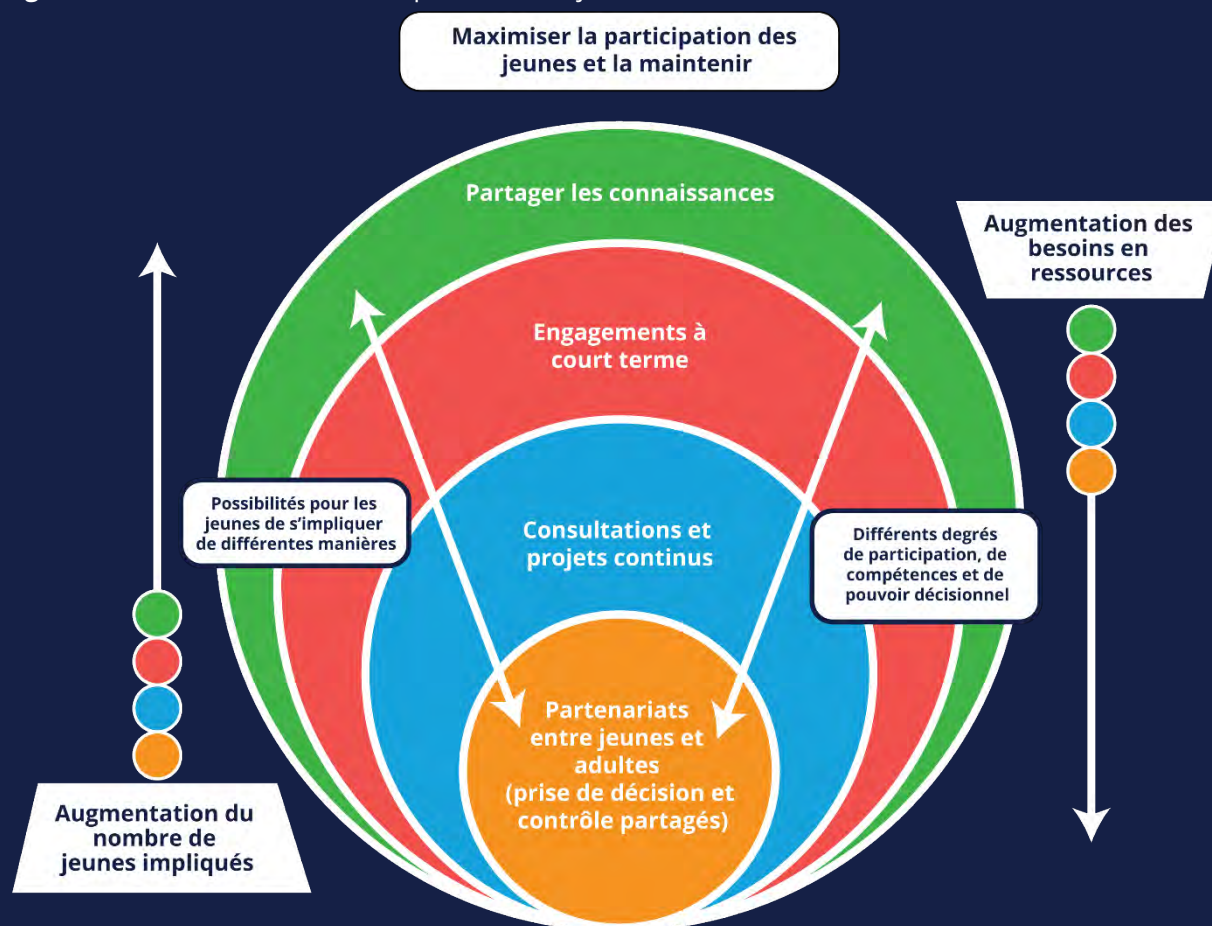 Maximiser la participation des
jeunes et la maintenir
Partager les connaissances
Augmentation des
besoins en
ressources
Engagements à
court terme
Possibilités pour les
jeunes de s'impliquer
de différentes manières
Consultations et
projets continus
Différents degrés
de participation, de
compétences et de
pouvoir décisionnel
Partenariats
entre jeunes et
adultes
(prise de décision et
contrôle partagés)
Augmentation du
nombre de
jeunes impliqués